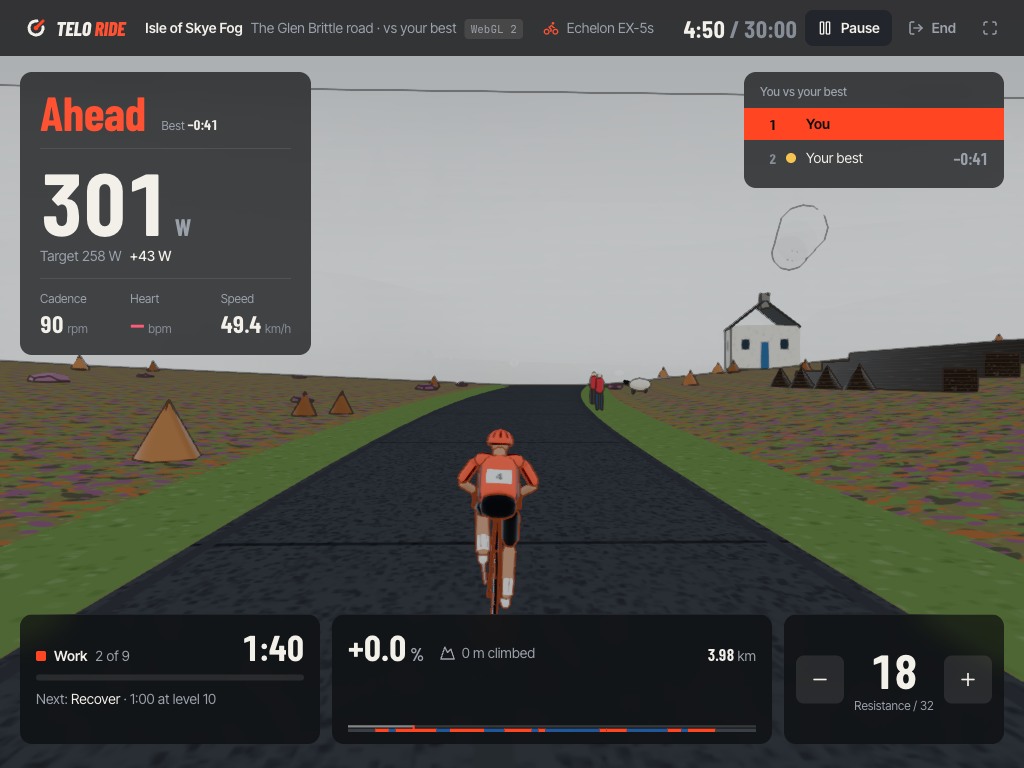 TELO RIDE Isle of Skye Fog The Glen Brittle road · vs your best WebGL 2 Echelon EX-5s 4:50 / 30:00 Pause End
Ahead Best −0:41
301 W
Target 258 W +43 W
Cadence Heart Speed
90 rpm – bpm 49.4 km/h
You vs your best
1 You
2 Your best −0:41
4
Work 2 of 9 1:40
Next: Recover · 1:00 at level 10
+0.0 % 0 m climbed 3.98 km
− 18 +
Resistance / 32